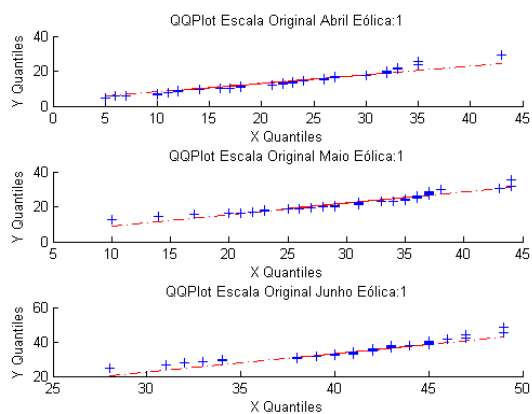 QQPlot Escala Original Abril Eólica:1
40
20
0
Y Quantiles
0 5 10 15 20 25 30 35 40 45
X Quantiles
QQPlot Escala Original Maio Eólica:1
40
20
0
Y Quantiles
5 10 15 20 25 30 35 40 45
X Quantiles
QQPlot Escala Original Junho Eólica:1
60
40
20
Y Quantiles
25 30 35 40 45 50
X Quantiles